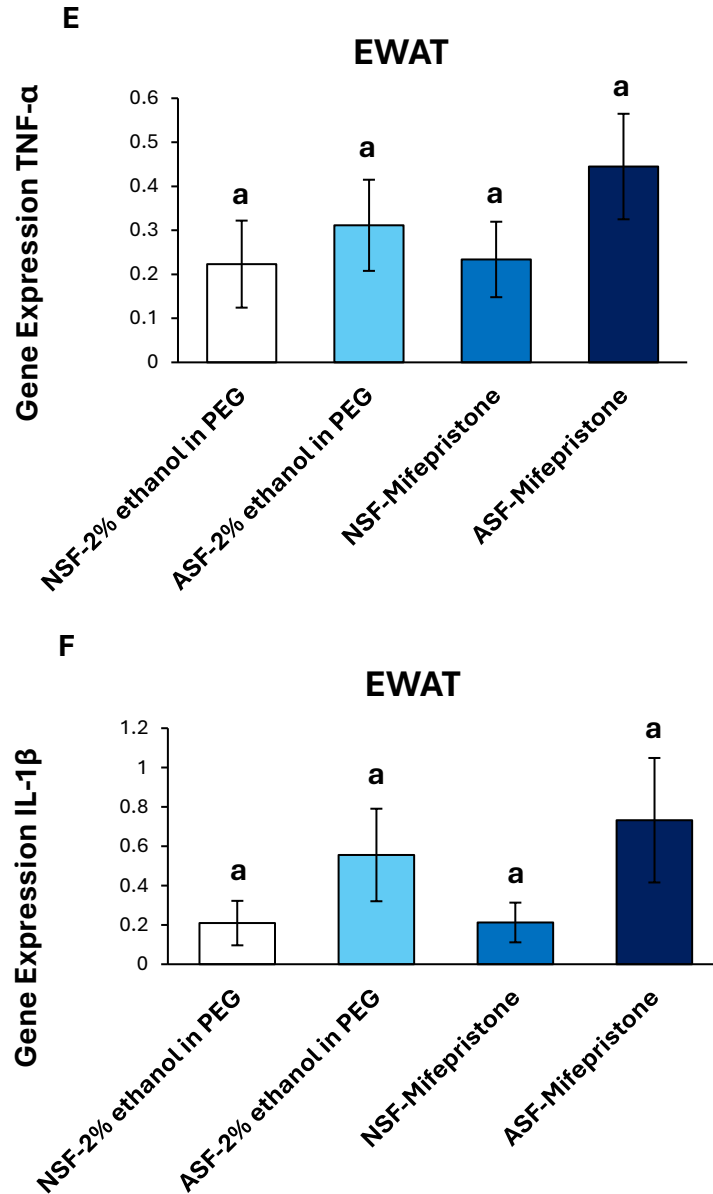 E
EWAT
Gene Expression TNF-α
0.6
0.5
0.4
0.3
0.2
0.1
0
a
a
a
a
NSF-2% ethanol in PEG
ASF-2% ethanol in PEG
NSF-Mifepristone
ASF-Mifepristone
F
EWAT
Gene Expression IL-1β
1.2
1
0.8
0.6
0.4
0.2
0
a
a
a
a
NSF-2% ethanol in PEG
ASF-2% ethanol in PEG
NSF-Mifepristone
ASF-Mifepristone